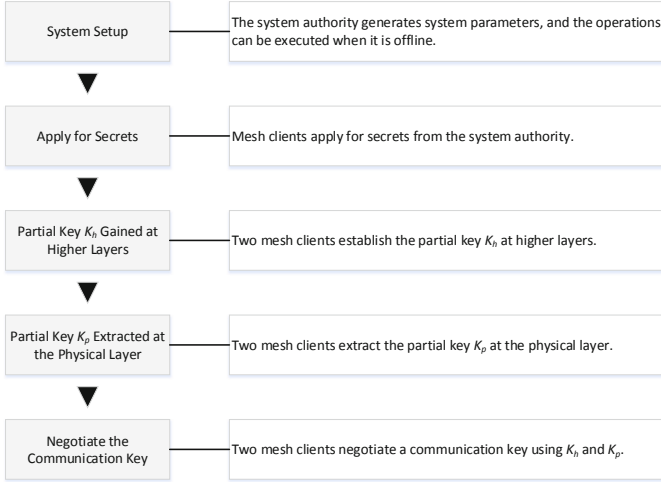 System Setup
The system authority generates system parameters, and the operations
can be executed when it is offline.
Apply for Secrets
Mesh clients apply for secrets from the system authority.
Partial Key Kh Gained at
Higher Layers
Two mesh clients establish the partial key Kh at higher layers.
Partial Key Kp Extracted at
the Physical Layer
Two mesh clients extract the partial key Kp at the physical layer.
Negotiate the
Communication Key
Two mesh clients negotiate a communication key using Kh and Kp.